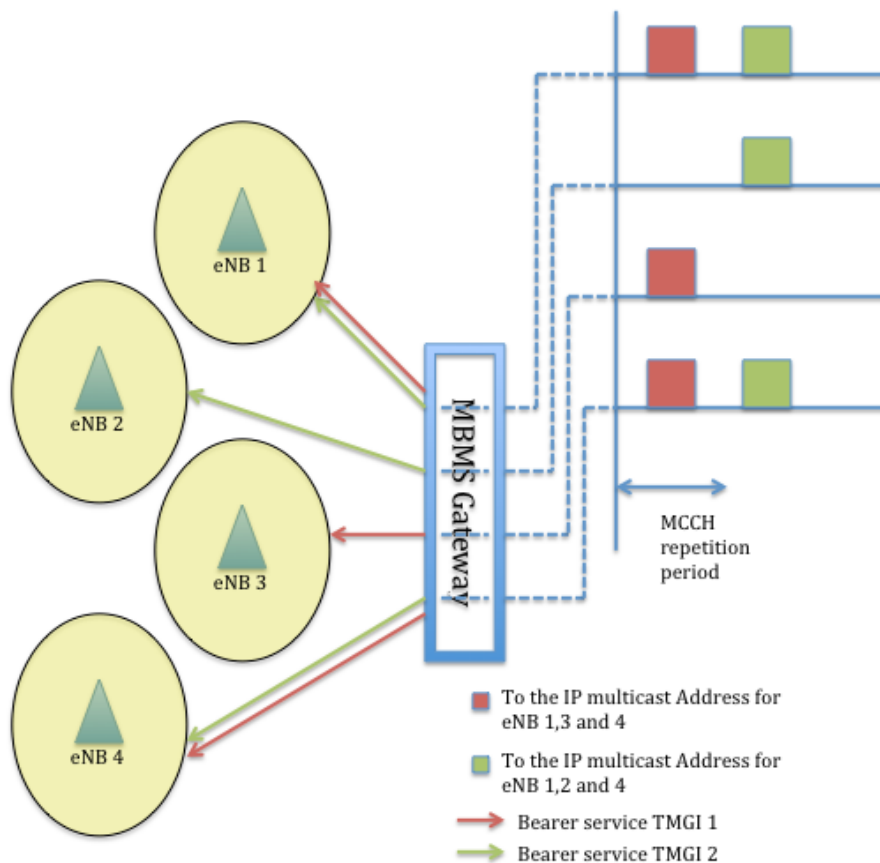 eNB 1
eNB 2
eNB 3
eNB 4
MBMS Gateway
MCCH
repetition
period
To the IP multicast Address for
eNB 1,3 and 4
To the IP multicast Address for
eNB 1,2 and 4
Bearer service TMGI 1
Bearer service TMGI 2